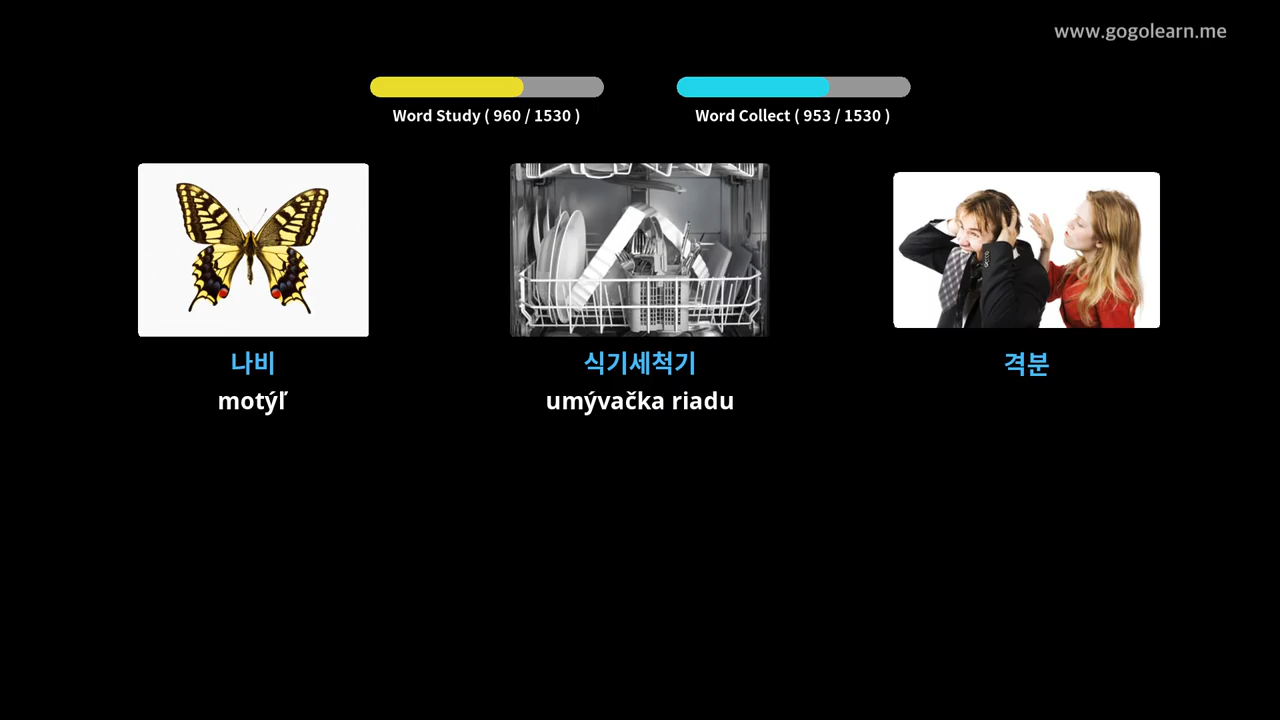 www.gogolearn.me
Word Study ( 960 / 1530 )
Word Collect ( 953 / 1530 )
나비
motýľ
식기세척기
umývačka riadu
격분